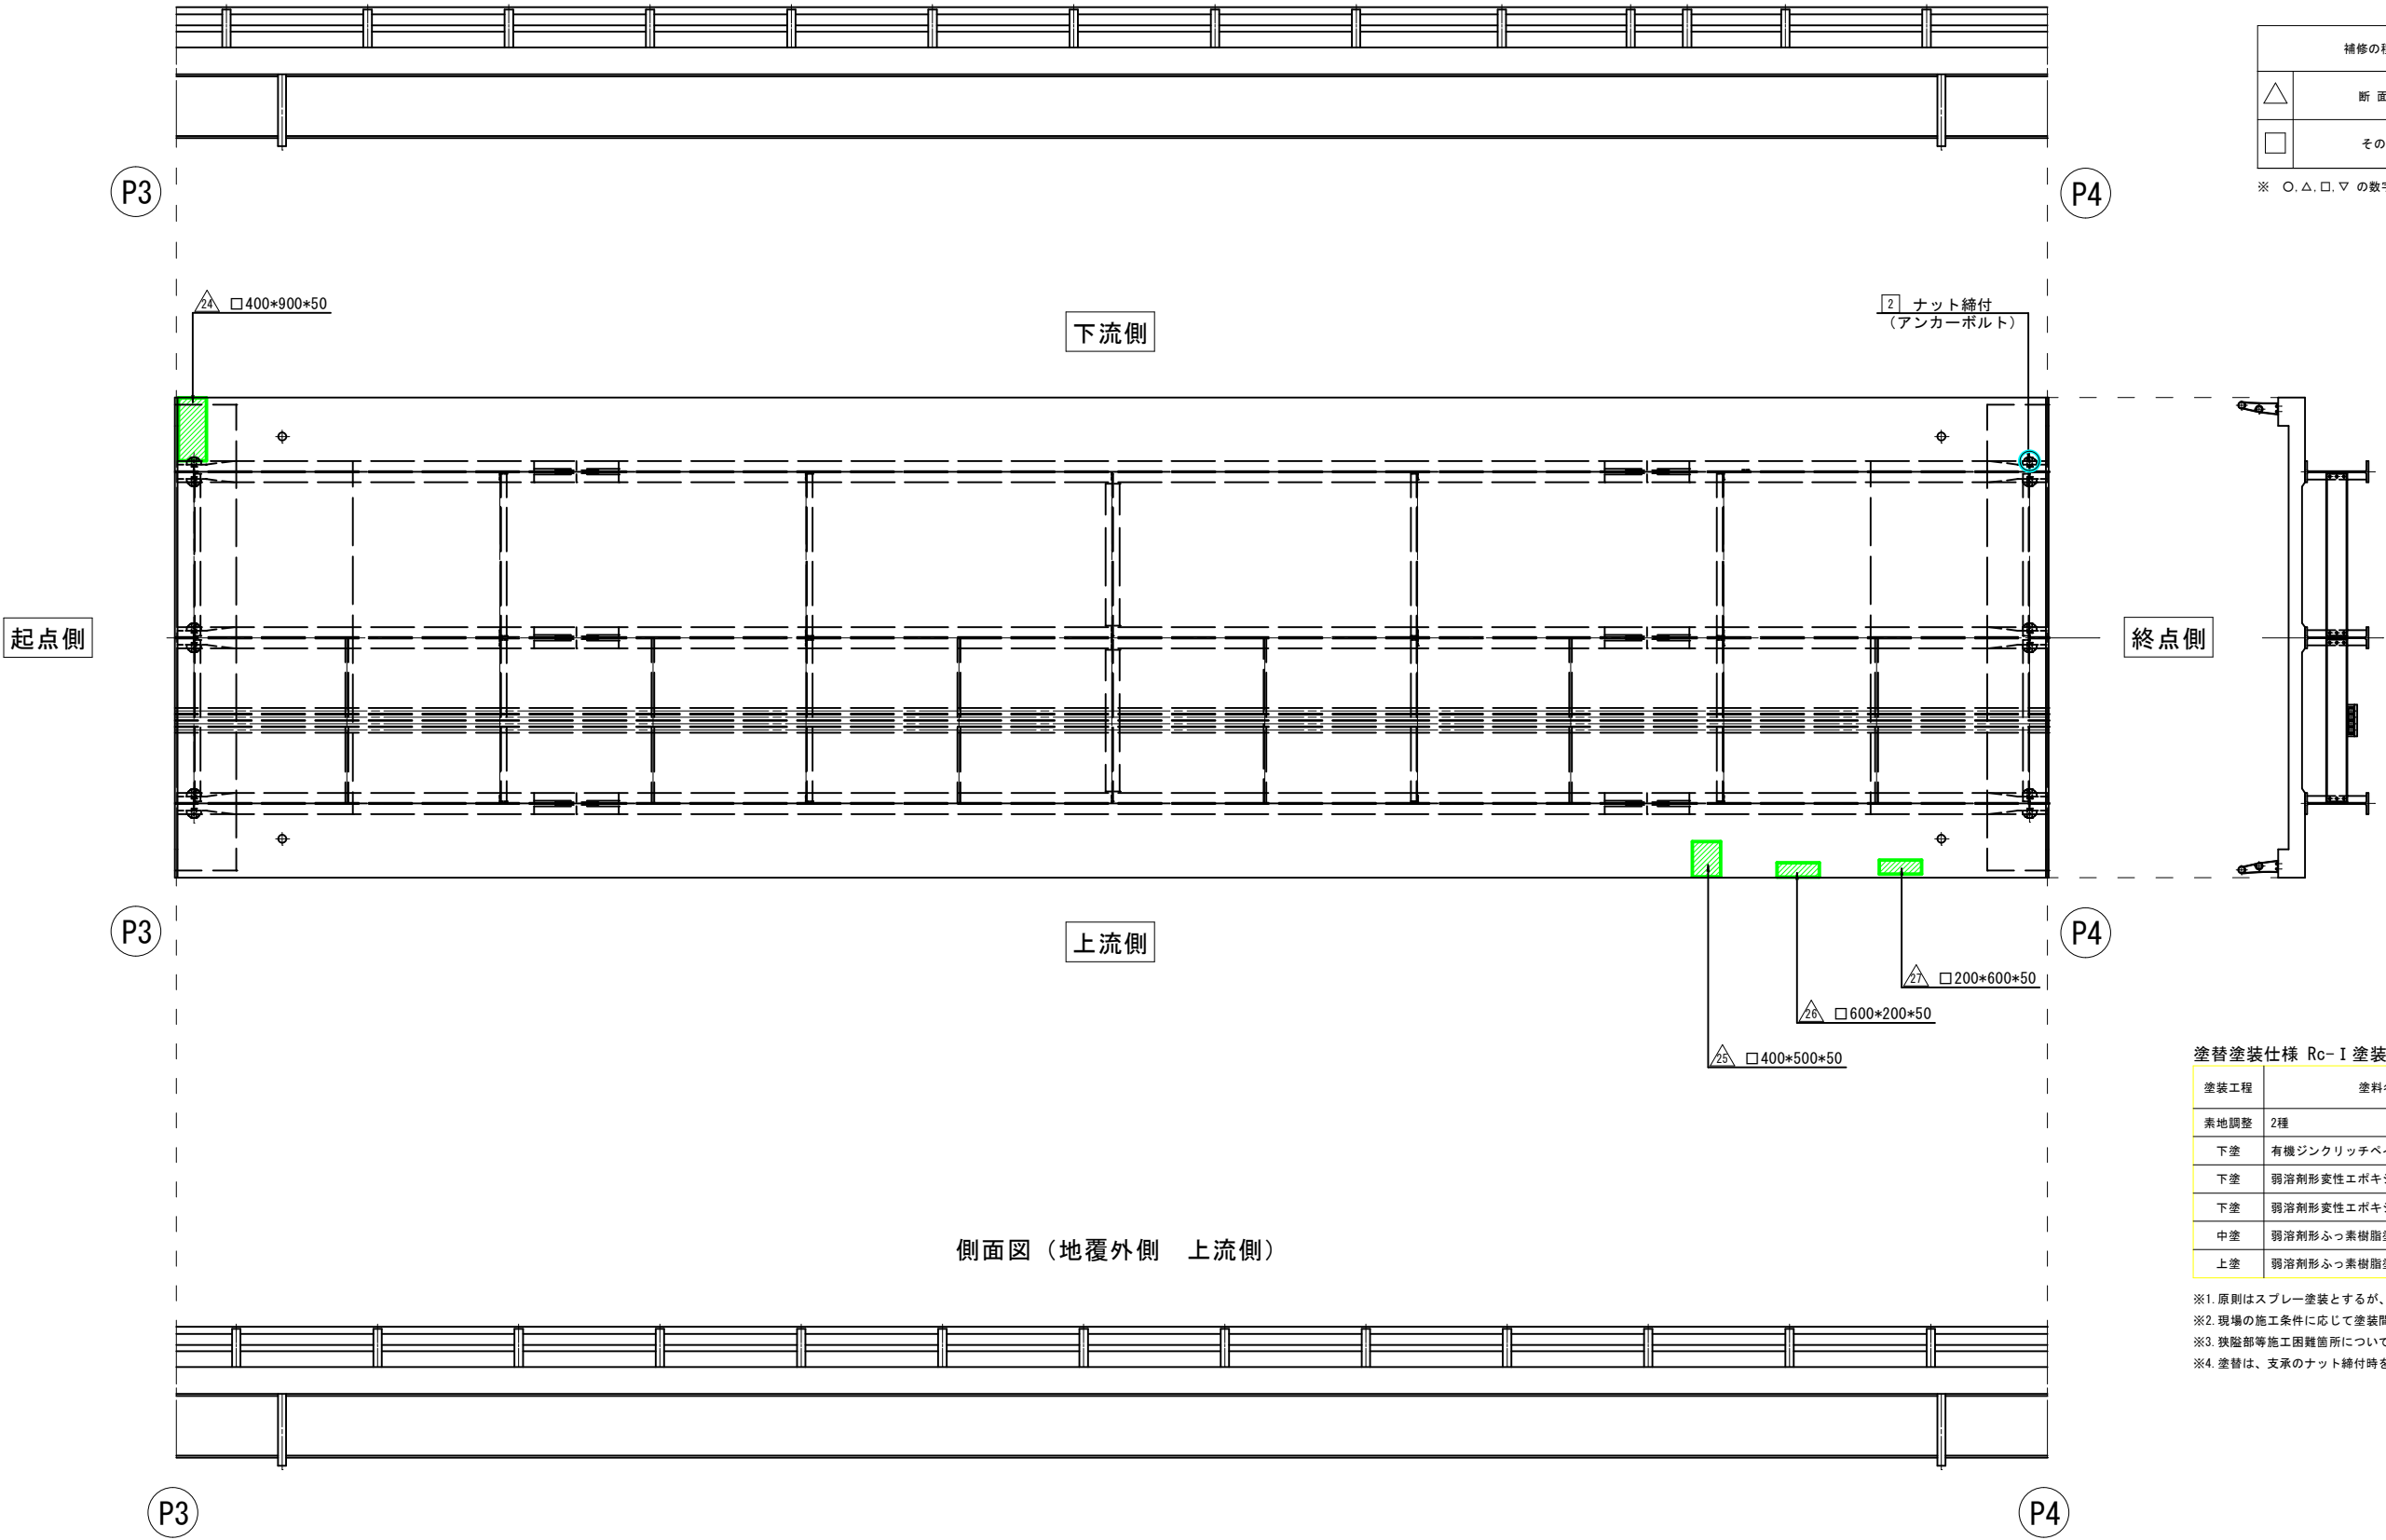 補修の種
断 面
その
※ ○,△,□,▽ の数字
P3
P4
24 □400*900*50
下流側
2 ナット締付
(アンカーボルト)
起点側
終点側
P3
上流側
P4
27 □200*600*50
26 □600*200*50
25 □400*500*50
塗替塗装仕様 Rc-Ⅰ塗装
塗装工程 塗料名
素地調整 2種
下塗 有機ジンクリッチペイ
下塗 弱溶剤形変性エポキシ
下塗 弱溶剤形変性エポキシ
中塗 弱溶剤形ふっ素樹脂塗
上塗 弱溶剤形ふっ素樹脂塗
側面図(地覆外側 上流側)
※1.原則はスプレー塗装とするが、
※2.現場の施工条件に応じて塗装間
※3.狭隘部等施工困難箇所について
※4.塗替は、支承のナット締付時を
P3
P4